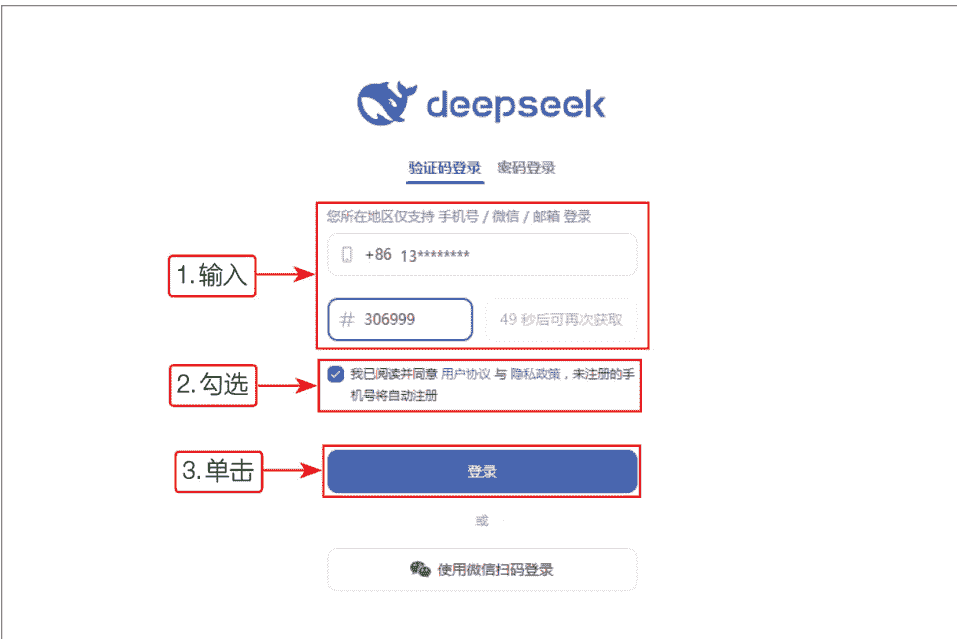 deepseek
验证码登录 密码登录
您所在地区仅支持 手机号 / 微信 / 邮箱 登录
+86 13********
1.输入
# 306999 49 秒后可再次获取
我已阅读并同意 用户协议 与 隐私政策，未注册的手
机号将自动注册
2.勾选
3.单击
登录
或
使用微信扫码登录